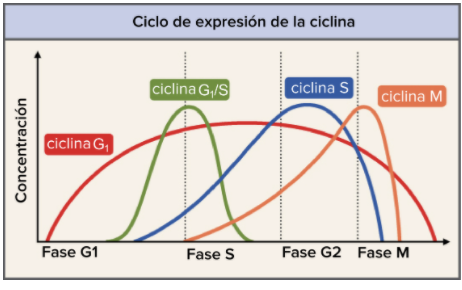 Ciclo de expresión de la ciclina
Concentración
ciclina G₁
ciclina G₁/S
ciclina S
ciclina M
Fase G1
Fase S
Fase G2
Fase M